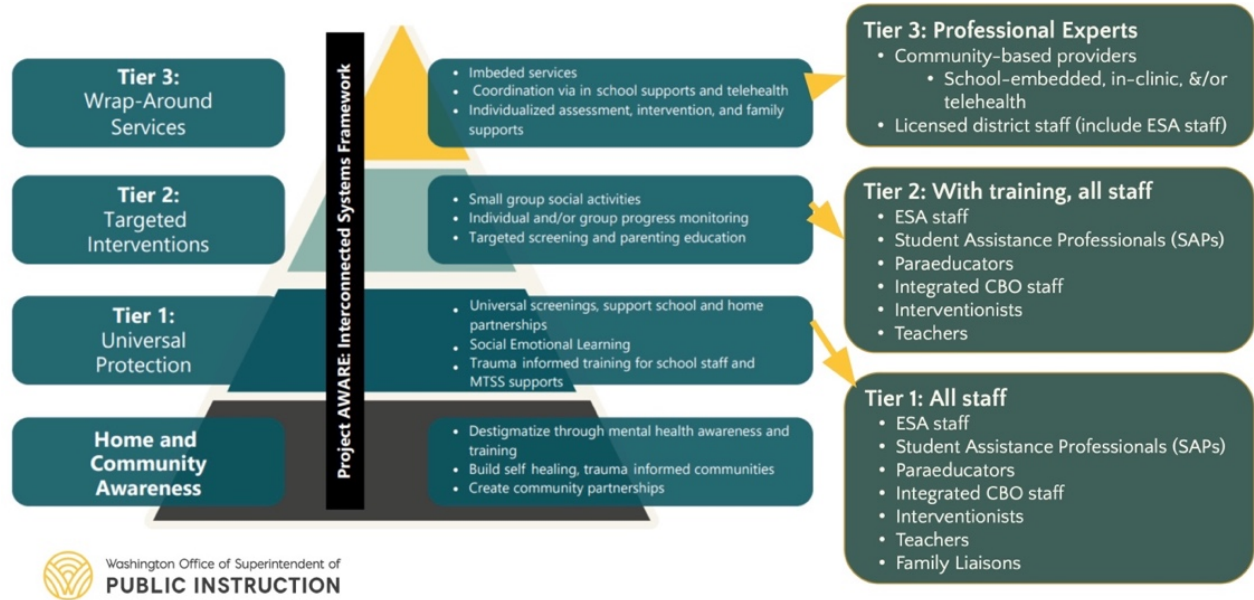 Tier 3:
Wrap-Around
Services
Tier 2:
Targeted
Interventions
Tier 1:
Universal
Protection
Home and
Community
Awareness
Project AWARE: Interconnected Systems Framework
• Imbeded services
• Coordination via in school supports and telehealth
• Individualized assessment, intervention, and family
supports
• Small group social activities
• Individual and/or group progress monitoring
• Targeted screening and parenting education
• Universal screenings, support school and home
partnerships
• Social Emotional Learning
• Trauma informed training for school staff and
MTSS supports
• Destigmatize through mental health awareness and
training
• Build self healing, trauma informed communities
• Create community partnerships
Tier 3: Professional Experts
• Community-based providers
• School-embedded, in-clinic, &/or
telehealth
• Licensed district staff (include ESA staff)
Tier 2: With training, all staff
• ESA staff
• Student Assistance Professionals (SAPs)
• Paraeducators
• Integrated CBO staff
• Interventionists
• Teachers
Tier 1: All staff
• ESA staff
• Student Assistance Professionals (SAPs)
• Paraeducators
• Integrated CBO staff
• Interventionists
• Teachers
• Family Liaisons
Washington Office of Superintendent of
PUBLIC INSTRUCTION